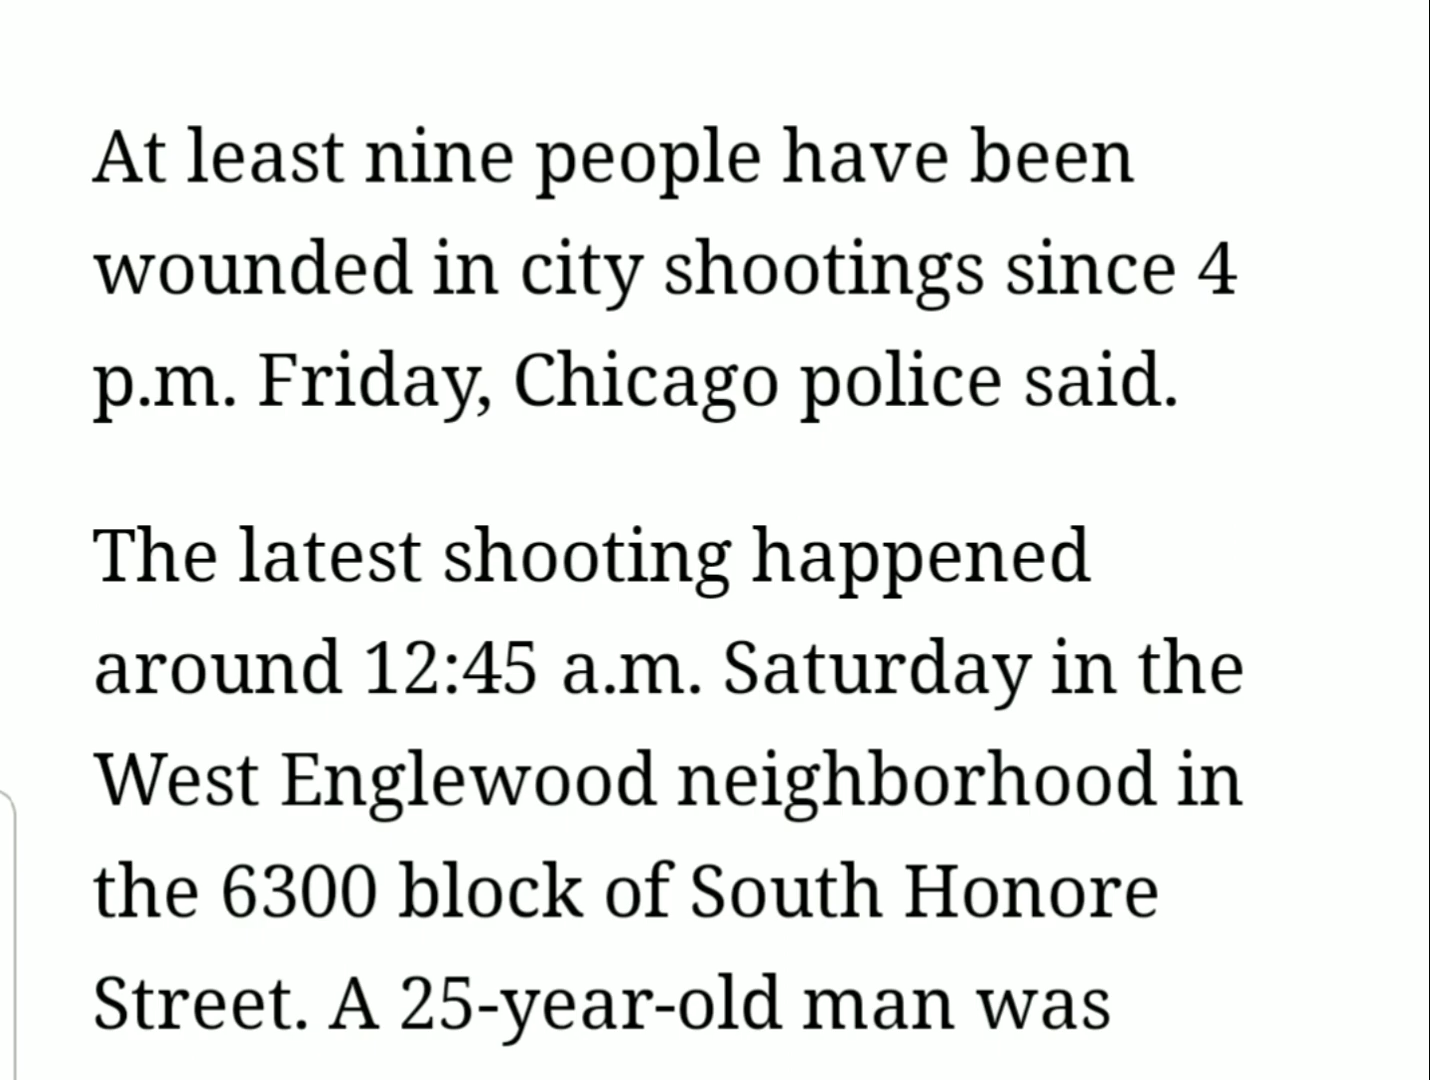 At least nine people have been
wounded in city shootings since 4
p.m. Friday, Chicago police said.
The latest shooting happened
around 12:45 a.m. Saturday in the
West Englewood neighborhood in
the 6300 block of South Honore
Street. A 25-year-old man was